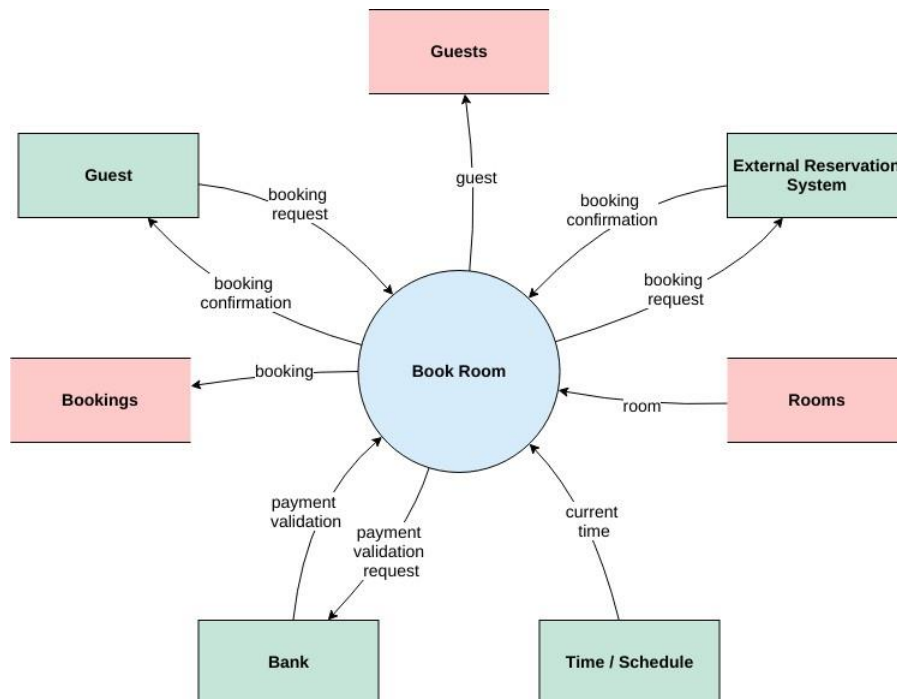 Guests
Guest
External Reservation
System
guest
booking
request
booking
confirmation
booking
confirmation
booking
request
Bookings
booking
Book Room
room
Rooms
payment
validation
payment
validation
request
current
time
Bank
Time / Schedule